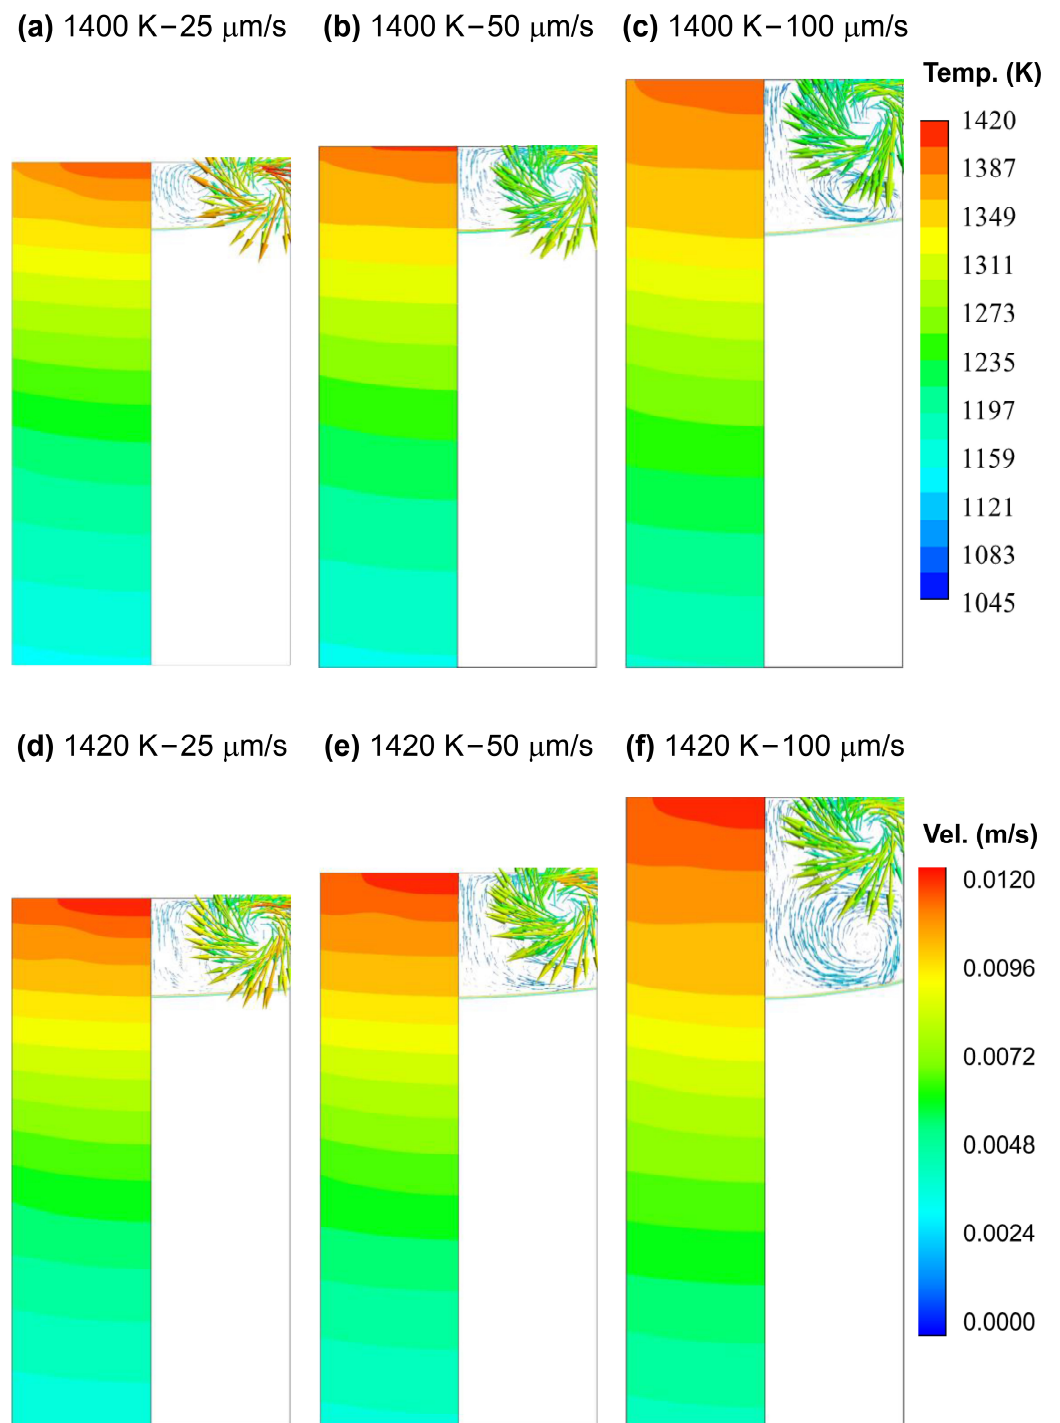 (a) 1400 K–25 μm/s
(b) 1400 K–50 μm/s
(c) 1400 K–100 μm/s
Temp. (K)
1420
1387
1349
1311
1273
1235
1197
1159
1121
1083
1045
(d) 1420 K–25 μm/s
(e) 1420 K–50 μm/s
(f) 1420 K–100 μm/s
Vel. (m/s)
0.0120
0.0096
0.0072
0.0048
0.0024
0.0000